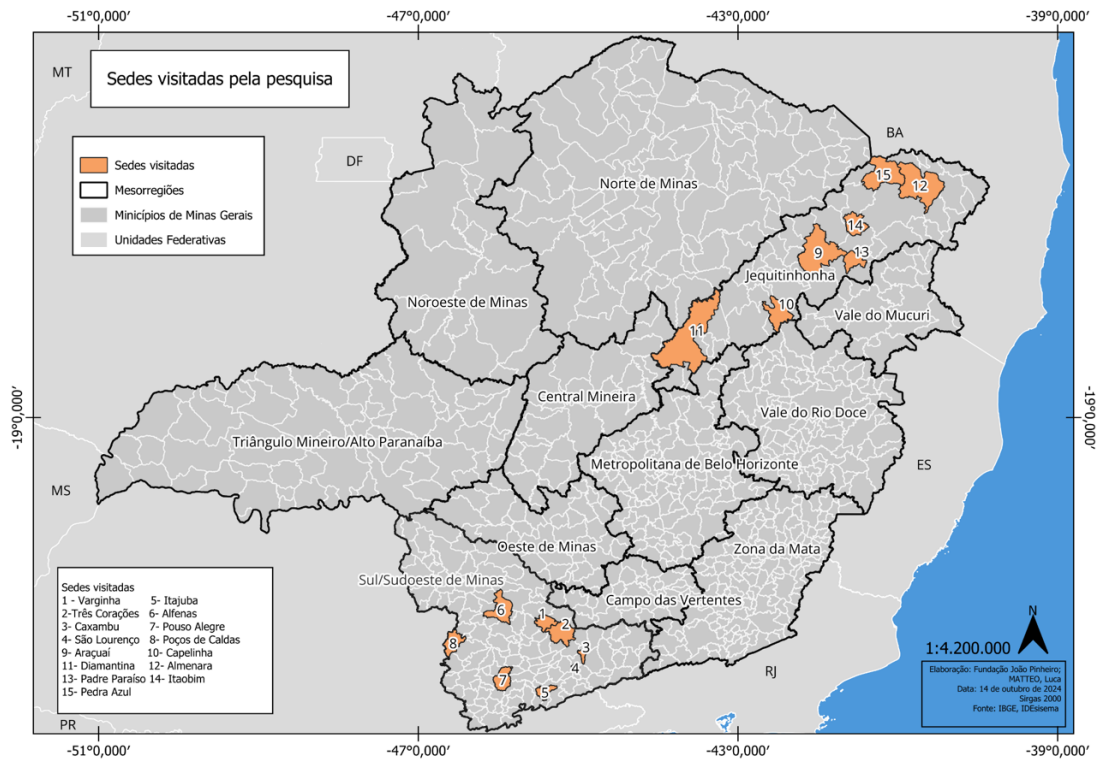 -51°0,000′ -47°0,000′ -43°0,000′ -39°0,000′
MT
Sedes visitadas pela pesquisa
BA
DF
Sedes visitadas
Mesorregiões
Minicípios de Minas Gerais
Unidades Federativas
Norte de Minas
15
12
14
9
13
Jequitinhonha
Noroeste de Minas
10
Vale do Mucuri
11
-19°0,000′
-19°0,000′
Central Mineira
Vale do Rio Doce
Triângulo Mineiro/Alto Paranaíba
Metropolitana de Belo Horizonte
ES
MS
Oeste de Minas
Zona da Mata
Sul/Sudoeste de Minas
Campo das Vertentes
6
1
2
8
3
4
7
5
RJ
PR
Sedes visitadas
1 - Varginha 5- Itajuba
2-Três Corações 6- Alfenas
3- Caxambu 7- Pouso Alegre
4- São Lourenço 8- Poços de Caldas
9- Araçuaí 10- Capelinha
11- Diamantina 12- Almenara
13- Padre Paraíso 14- Itaobim
15- Pedra Azul
N
1:4.200.000
Elaboração: Fundação João Pinheiro;
MATTEO, Luca
Data: 14 de outubro de 2024
Sirgas 2000
Fonte: IBGE, IDEsisema
-51°0,000′ -47°0,000′ -43°0,000′ -39°0,000′